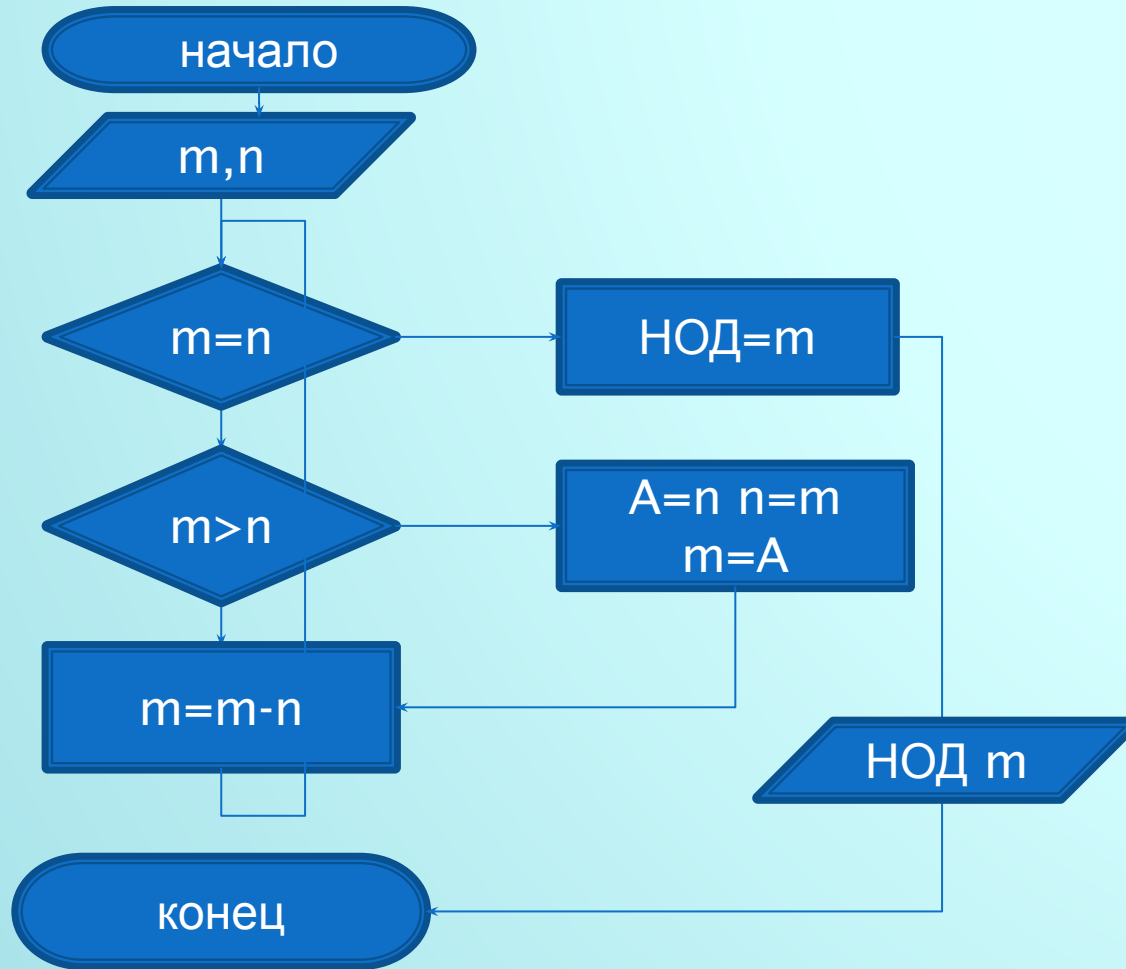 начало
m,n
m=n
НОД=m
m>n
A=n n=m
m=A
m=m-n
НОД m
конец